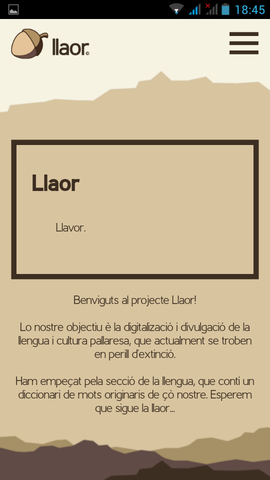 18:45
llaor©
Llaor
Llavor.
Benviguts al projecte Llaor!
Lo nostre objectiu è la digitalizació i divulgació de la
llengua i cultura pallaresa, que actualment se troben
en perill d'extinció.
Ham empeçat pela secció de la llengua, que contì un
diccionari de mots originaris de çò nostre. Esperem
que sigue la llaor...